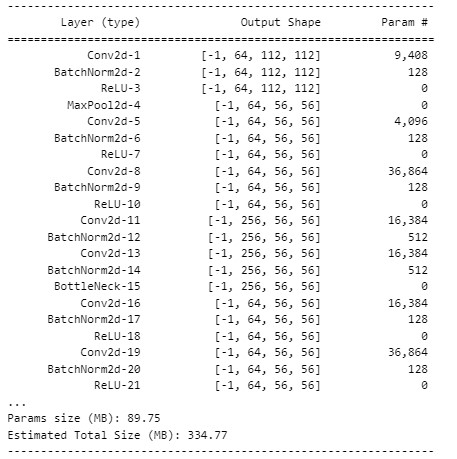 ----------------------------------------------------------------
Layer (type) Output Shape Param #
================================================================
Conv2d-1 [-1, 64, 112, 112] 9,408
BatchNorm2d-2 [-1, 64, 112, 112] 128
ReLU-3 [-1, 64, 112, 112] 0
MaxPool2d-4 [-1, 64, 56, 56] 0
Conv2d-5 [-1, 64, 56, 56] 4,096
BatchNorm2d-6 [-1, 64, 56, 56] 128
ReLU-7 [-1, 64, 56, 56] 0
Conv2d-8 [-1, 64, 56, 56] 36,864
BatchNorm2d-9 [-1, 64, 56, 56] 128
ReLU-10 [-1, 64, 56, 56] 0
Conv2d-11 [-1, 256, 56, 56] 16,384
BatchNorm2d-12 [-1, 256, 56, 56] 512
Conv2d-13 [-1, 256, 56, 56] 16,384
BatchNorm2d-14 [-1, 256, 56, 56] 512
BottleNeck-15 [-1, 256, 56, 56] 0
Conv2d-16 [-1, 64, 56, 56] 16,384
BatchNorm2d-17 [-1, 64, 56, 56] 128
ReLU-18 [-1, 64, 56, 56] 0
Conv2d-19 [-1, 64, 56, 56] 36,864
BatchNorm2d-20 [-1, 64, 56, 56] 128
ReLU-21 [-1, 64, 56, 56] 0
...
Params size (MB): 89.75
Estimated Total Size (MB): 334.77
----------------------------------------------------------------